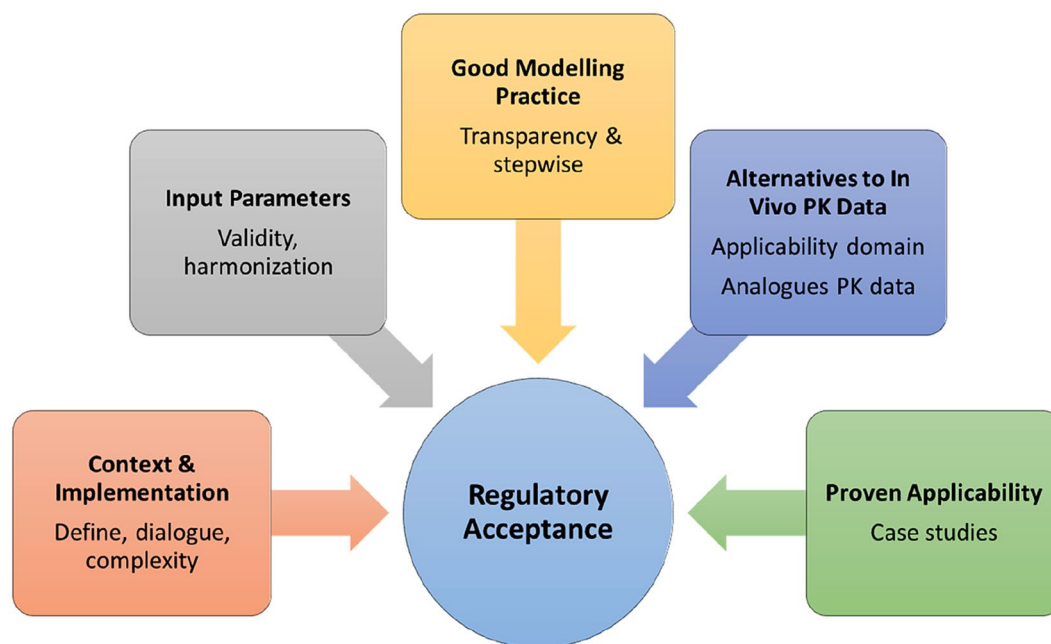 Good Modelling
Practice
Transparency &
stepwise
Input Parameters
Validity,
harmonization
Alternatives to In
Vivo PK Data
Applicability domain
Analogues PK data
Context &
Implementation
Define, dialogue,
complexity
Regulatory
Acceptance
Proven Applicability
Case studies